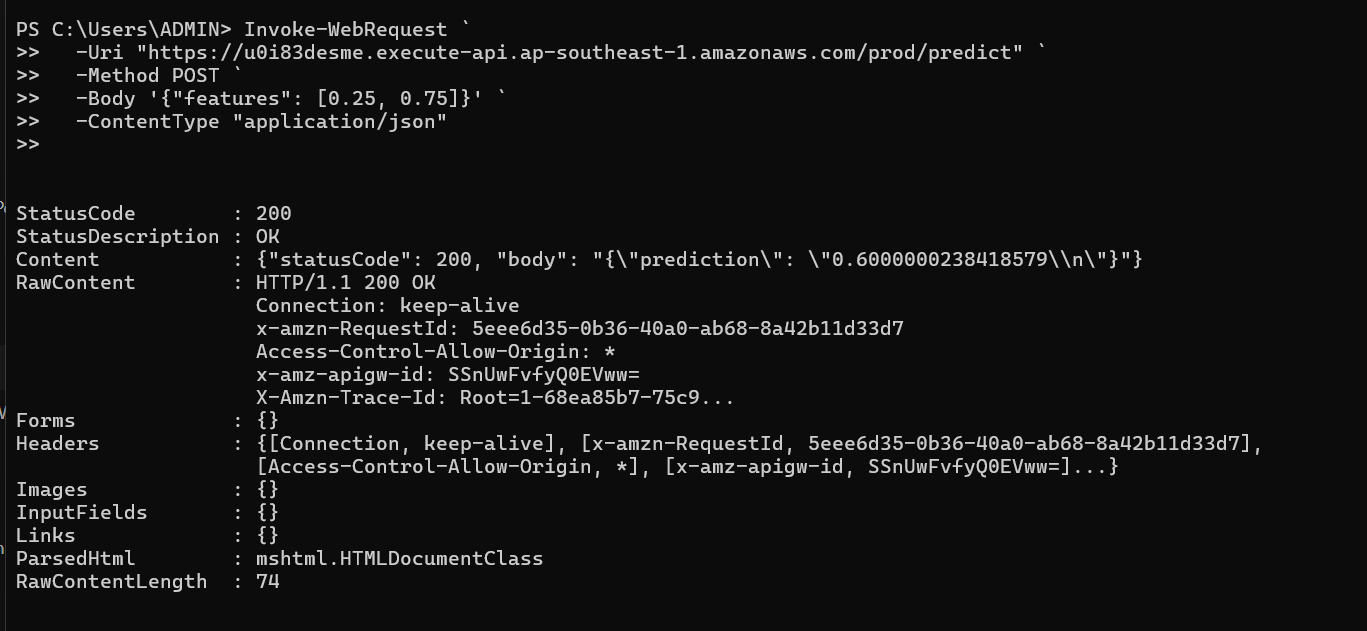 PS C:\Users\ADMIN> Invoke-WebRequest `
>>   -Uri "https://u0i83desme.execute-api.ap-southeast-1.amazonaws.com/prod/predict" `
>>   -Method POST `
>>   -Body '{"features": [0.25, 0.75]}' `
>>   -ContentType "application/json"
>>
StatusCode        : 200
StatusDescription : OK
Content           : {"statusCode": 200, "body": "{\"prediction\": \"0.6000000238418579\\n\"}"}
RawContent        : HTTP/1.1 200 OK
                    Connection: keep-alive
                    x-amzn-RequestId: 5eee6d35-0b36-40a0-ab68-8a42b11d33d7
                    Access-Control-Allow-Origin: *
                    x-amz-apigw-id: SSnUwFvfyQ0EVww=
                    X-Amzn-Trace-Id: Root=1-68ea85b7-75c9...
Forms             : {}
Headers           : {[Connection, keep-alive], [x-amzn-RequestId, 5eee6d35-0b36-40a0-ab68-8a42b11d33d7],
                    [Access-Control-Allow-Origin, *], [x-amz-apigw-id, SSnUwFvfyQ0EVww=]...}
Images            : {}
InputFields       : {}
Links             : {}
ParsedHtml        : mshtml.HTMLDocumentClass
RawContentLength  : 74